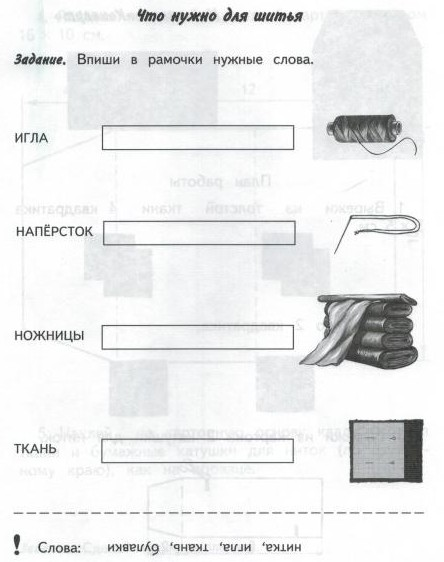 Что нужно для шитья
Задание. Впиши в рамочки нужные слова.
ИГЛА
НАПЁРСТОК
НОЖНИЦЫ
ТКАНЬ
! Слова: нитка, игла, ткань, булавки